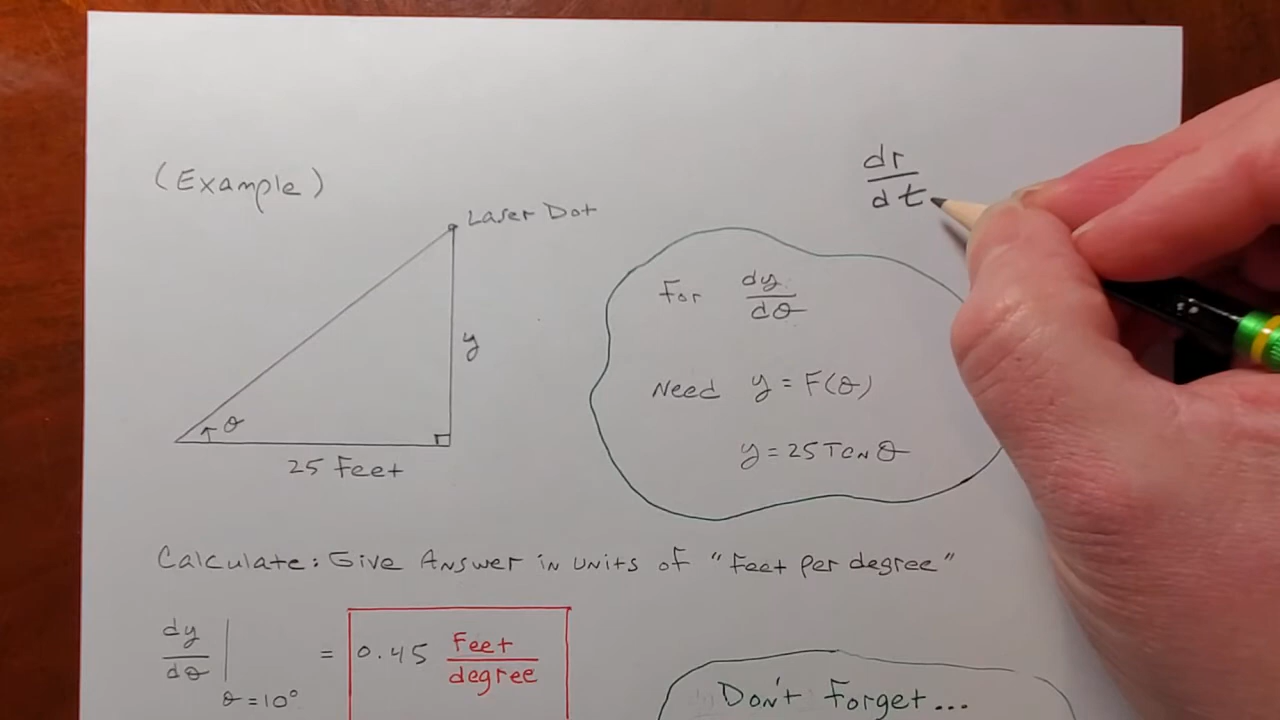 (Example)
dr
dt
Laser Dot
y
θ
25 Feet
For dy
dθ
Need y = F(θ)
y = 25 Tan θ
Calculate: Give Answer in units of "Feet per degree"
dy
dθ
θ = 10°
= 0.45 Feet
degree
Don't Forget...